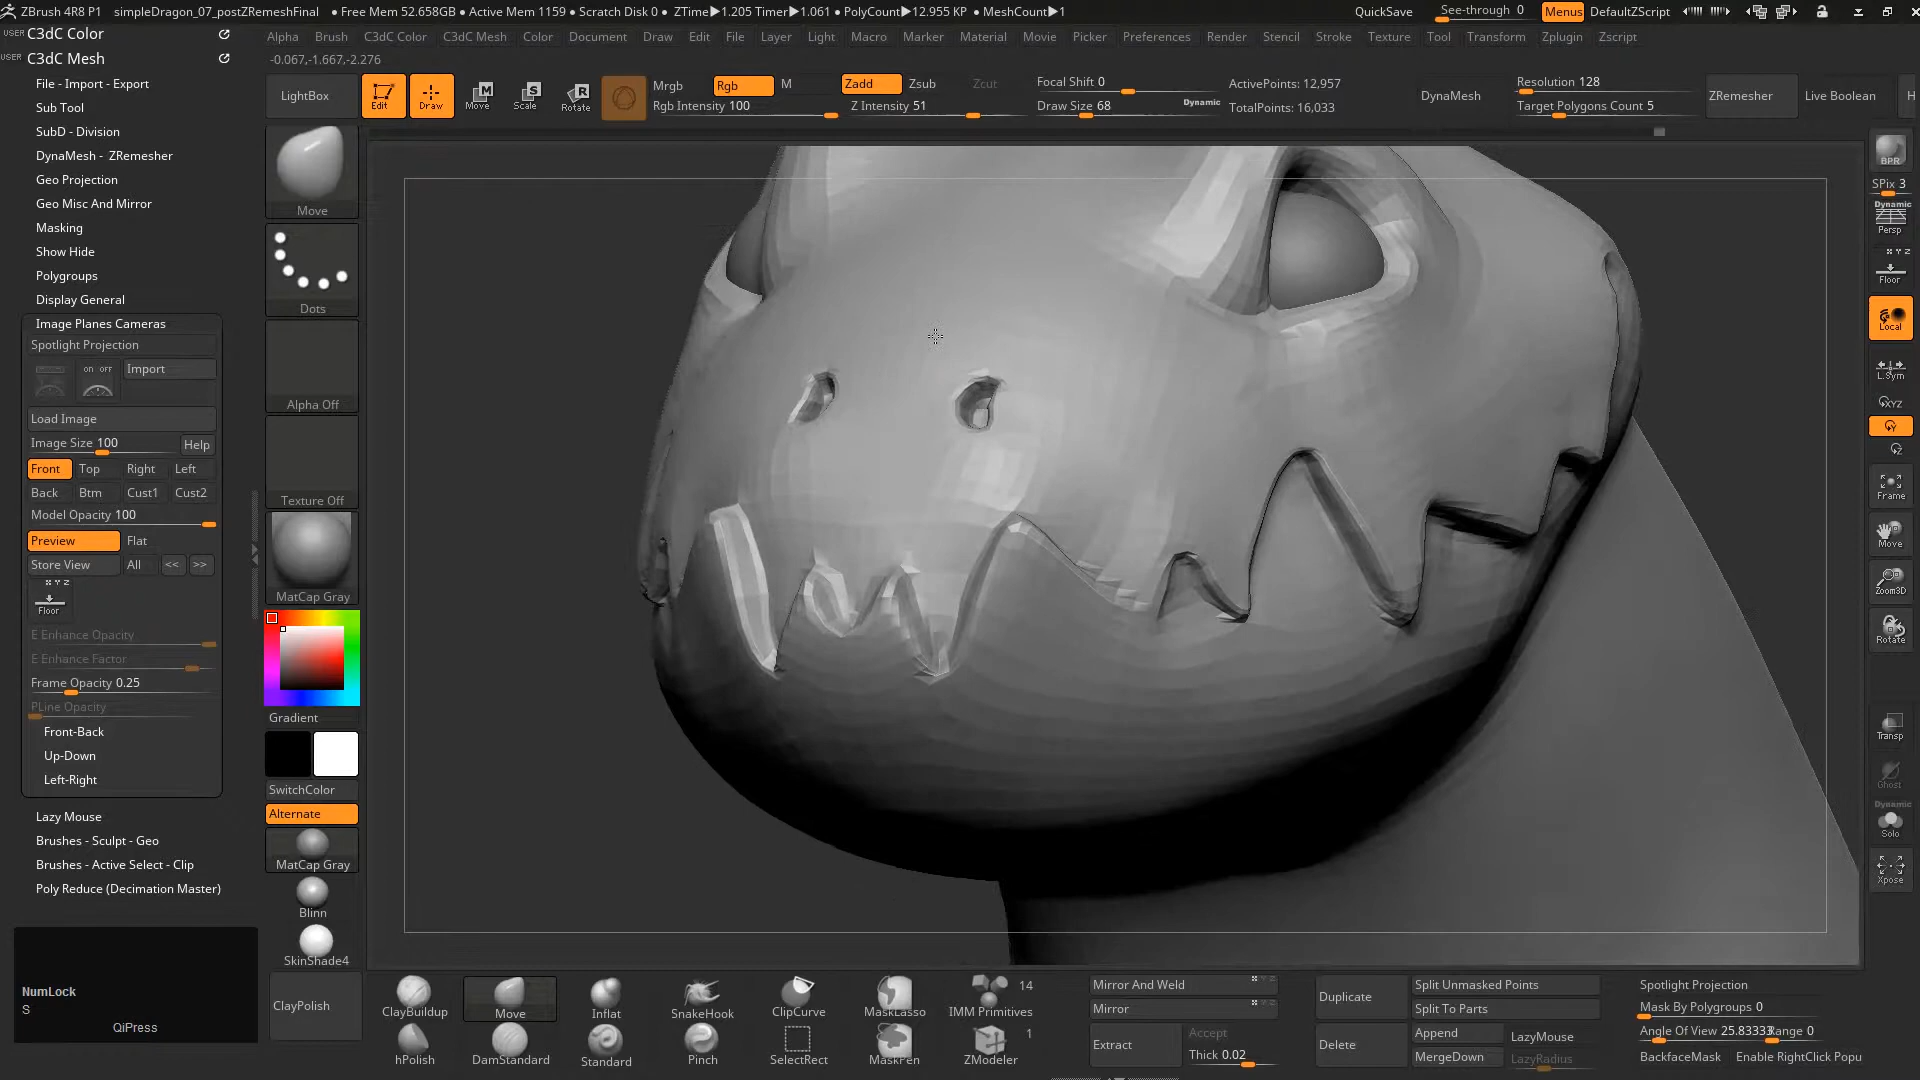 ZBrush 4R8 P1 simpleDragon_07_postZRemeshFinal ● Free Mem 52.658GB ● Active Mem 1159 ● Scratch Disk 0 ● ZTime▶1.205 Timer▶1.061 ● PolyCount▶12.955 KP ● MeshCount▶1 QuickSave See-through 0 Menus DefaultZScript
USER C3dC Color
Alpha Brush C3dC Color C3dC Mesh Color Document Draw Edit File Layer Light Macro Marker Material Movie Picker Preferences Render Stencil Stroke Texture Tool Transform Zplugin Zscript
USER C3dC Mesh
-0.067,-1.667,-2.276
LightBox Edit Draw Move Scale Rotate Mrgb Rgb M Zadd Zsub Zcut Focal Shift 0 ActivePoints: 12,957 DynaMesh Resolution 128 ZRemesher Live Boolean H
Rgb Intensity 100 Z Intensity 51 Draw Size 68 Dynamic TotalPoints: 16,033 Target Polygons Count 5
File - Import - Export
Sub Tool
SubD - Division
DynaMesh - ZRemesher
Geo Projection
Geo Misc And Mirror
Masking
Show Hide
Polygroups
Display General
Image Planes Cameras
Spotlight Projection
ON OFF Import
Load Image
Image Size 100 Help
Front Top Right Left
Back Btm Cust1 Cust2
Model Opacity 100
Preview Flat
Store View All << >>
X Y Z
Floor
E Enhance Opacity
E Enhance Factor
Frame Opacity 0.25
PLine Opacity
Front-Back
Up-Down
Left-Right
Lazy Mouse
Brushes - Sculpt - Geo
Brushes - Active Select - Clip
Poly Reduce (Decimation Master)
NumLock
S
QiPress
Move
Dots
Alpha Off
Texture Off
MatCap Gray
Gradient
SwitchColor
Alternate
MatCap Gray
Blinn
SkinShade4
ClayPolish
BPR
SPix 3
Dynamic
Persp
X Y Z
Floor
Local
L.Sym
XYZ
Y
Z
Frame
Move
Zoom3D
Rotate
Transp
Ghost
Dynamic
Solo
Xpose
ClayBuildup Move Inflat SnakeHook ClipCurve MaskLasso IMM Primitives 14
hPolish DamStandard Standard Pinch SelectRect MaskPen ZModeler 1
Mirror And Weld
Mirror
Extract Accept
Thick 0.02
Duplicate
Delete
Split Unmasked Points
Split To Parts
Append LazyMouse
MergeDown LazyRadius
Spotlight Projection
Mask By Polygroups 0
Angle Of View 25.83333 Range 0
BackfaceMask Enable RightClick Popu